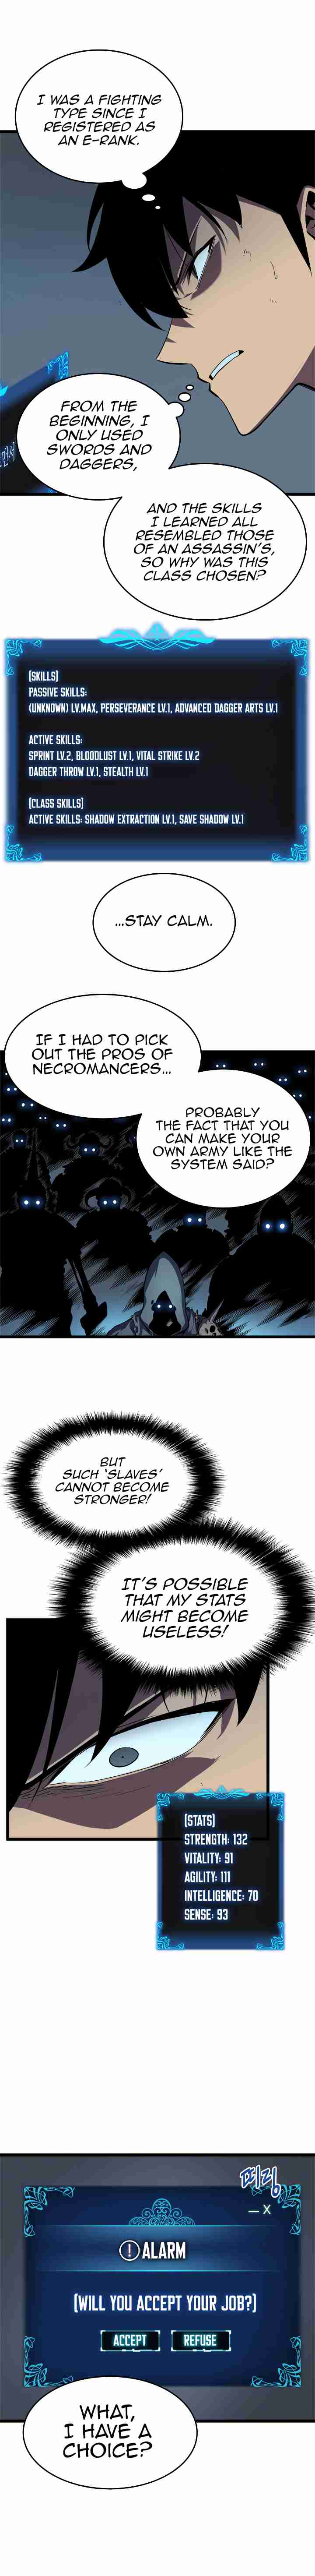 I WAS A FIGHTING
TYPE SINCE I
REGISTERED AS
AN E-RANK.
FROM THE
BEGINNING, I
ONLY USED
SWORDS AND
DAGGERS,
AND THE SKILLS
I LEARNED ALL
RESEMBLED THOSE
OF AN ASSASSIN'S,
SO WHY WAS THIS
CLASS CHOSEN?
[SKILLS]
PASSIVE SKILLS:
(UNKNOWN) LV.MAX, PERSEVERANCE LV.1, ADVANCED DAGGER ARTS LV.1
ACTIVE SKILLS:
SPRINT LV.2, BLOODLUST LV.1, VITAL STRIKE LV.2
DAGGER THROW LV.1, STEALTH LV.1
[CLASS SKILLS]
ACTIVE SKILLS: SHADOW EXTRACTION LV.1, SAVE SHADOW LV.1
...STAY CALM.
IF I HAD TO PICK
OUT THE PROS OF
NECROMANCERS...
PROBABLY
THE FACT THAT YOU
CAN MAKE YOUR
OWN ARMY LIKE THE
SYSTEM SAID?
BUT
SUCH 'SLAVES'
CANNOT BECOME
STRONGER!
IT'S POSSIBLE
THAT MY STATS
MIGHT BECOME
USELESS!
[STATS]
STRENGTH: 132
VITALITY: 91
AGILITY: 111
INTELLIGENCE: 70
SENSE: 93
띠링
— X
! ALARM
[WILL YOU ACCEPT YOUR JOB?]
ACCEPT REFUSE
WHAT,
I HAVE A
CHOICE?